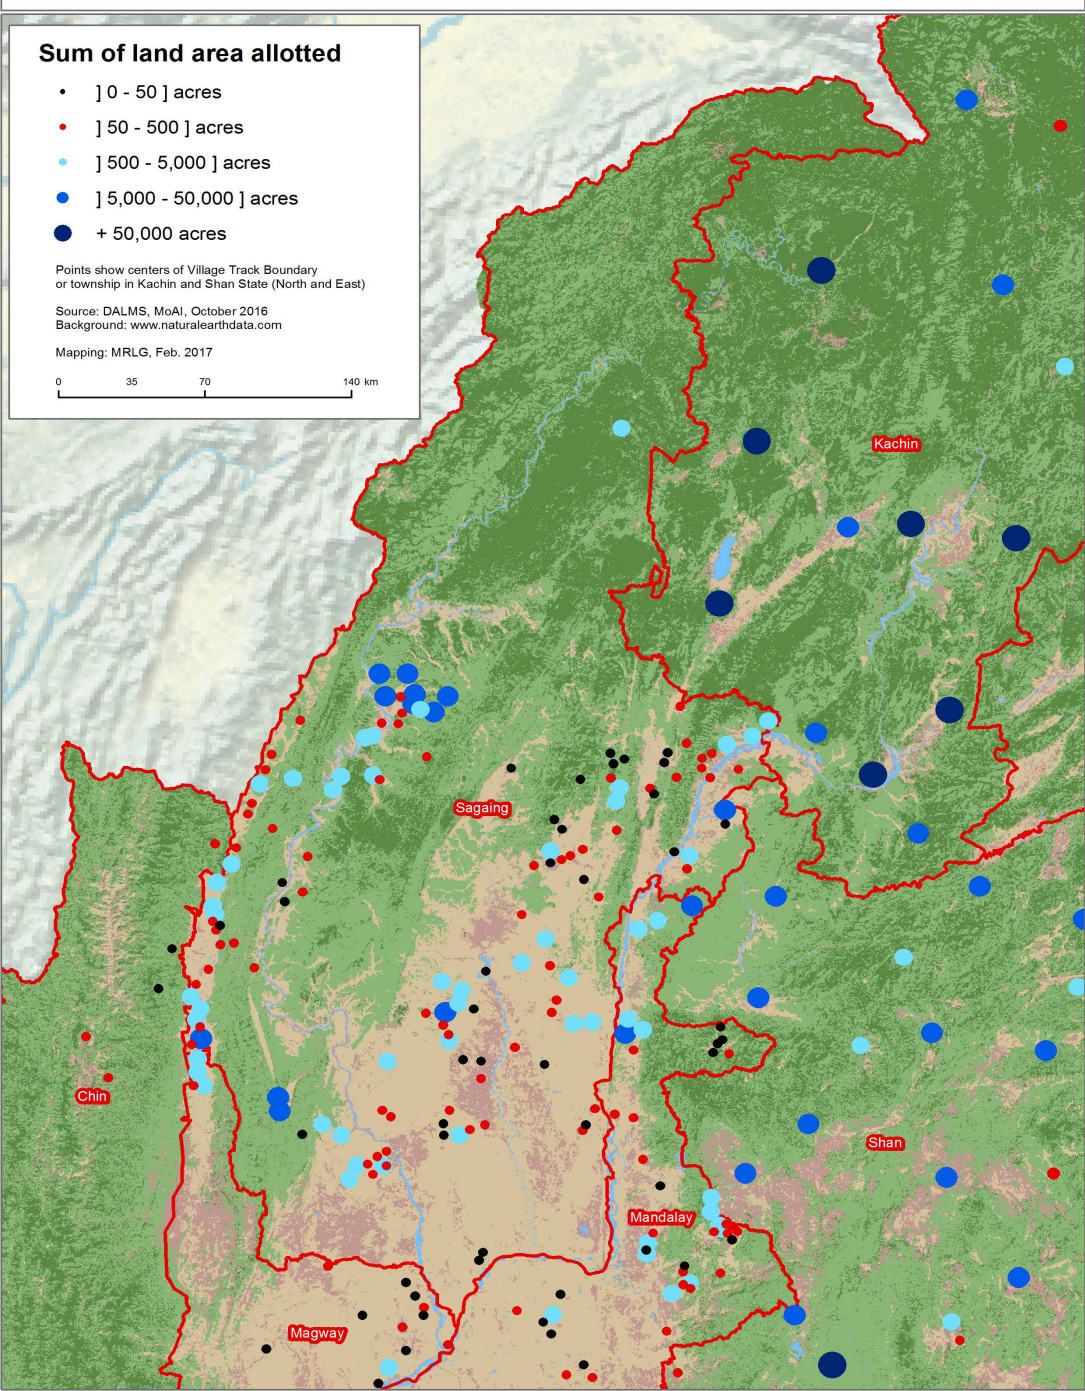 Sum of land area allotted
] 0 - 50 ] acres
] 50 - 500 ] acres
] 500 - 5,000 ] acres
] 5,000 - 50,000 ] acres
+ 50,000 acres
Points show centers of Village Track Boundary
or township in Kachin and Shan State (North and East)
Source: DALMS, MoAI, October 2016
Background: www.naturalearthdata.com
Mapping: MRLG, Feb. 2017
0 35 70 140 km
Kachin
Sagaing
Chin
Shan
Mandalay
Magway